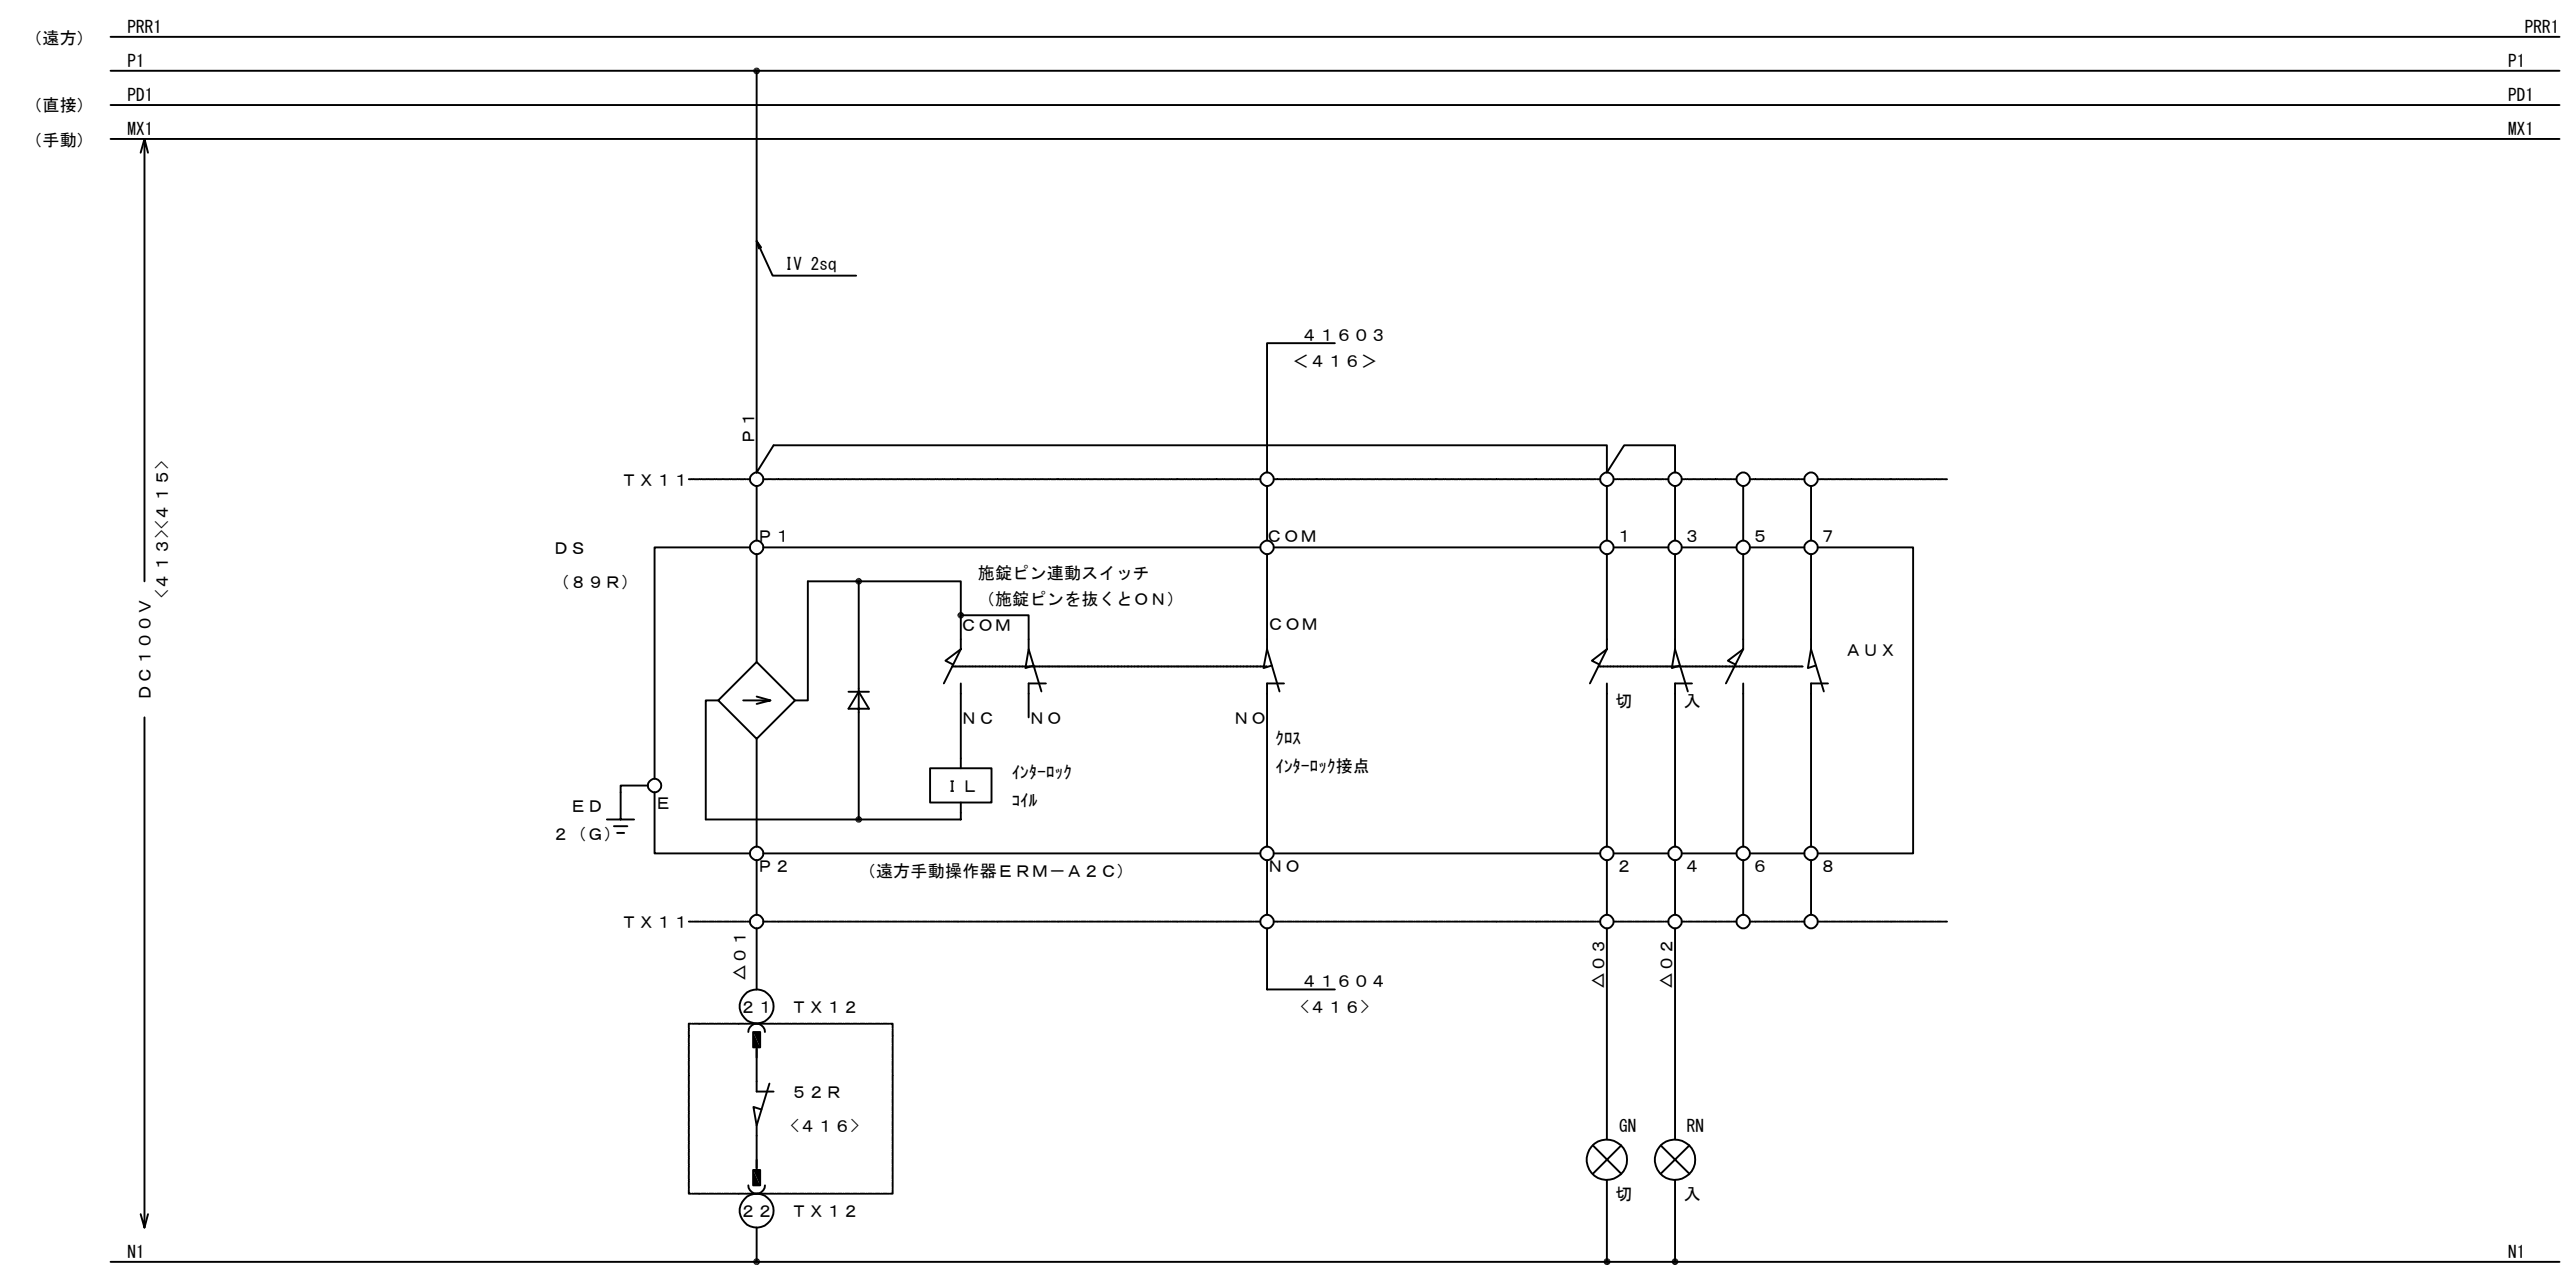 PRR1 PRR1
(遠方)
P1 P1
PD1 PD1
(直接)
MX1 MX1
(手動)
IV 2sq
41603
<416>
P1
DC100V
<413><415>
TX11
P1 COM 1 3 5 7
DS
(89R)
施錠ピン連動スイッチ
(施錠ピンを抜くとON)
COM COM
AUX
切 入
NC NO NO
クロス
インターロック接点
IL
インターロック
コイル
E
ED
2(G)
P2 NO 2 4 6 8
(遠方手動操作器ERM-A2C)
TX11
△01 △03 △02
41604
<416>
21 TX12
52R
<416>
GN RN
切 入
22 TX12
N1 N1